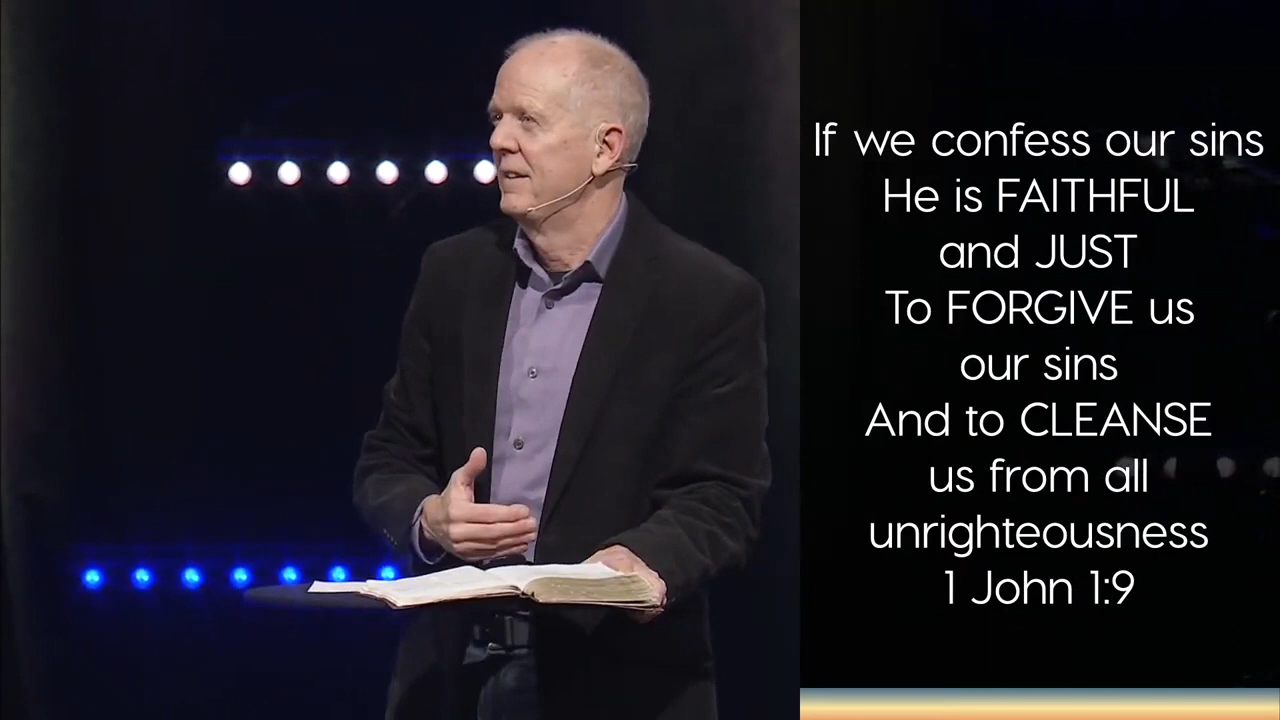 If we confess our sins
He is FAITHFUL
and JUST
To FORGIVE us
our sins
And to CLEANSE
us from all
unrighteousness
1 John 1:9